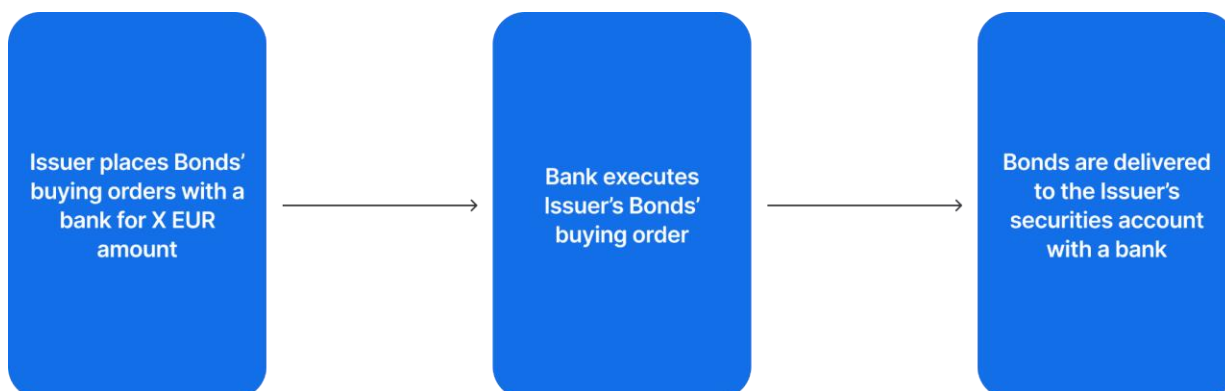 Issuer places Bonds’
buying orders with a
bank for X EUR
amount
Bank executes
Issuer’s Bonds’
buying order
Bonds are delivered
to the Issuer’s
securities account
with a bank